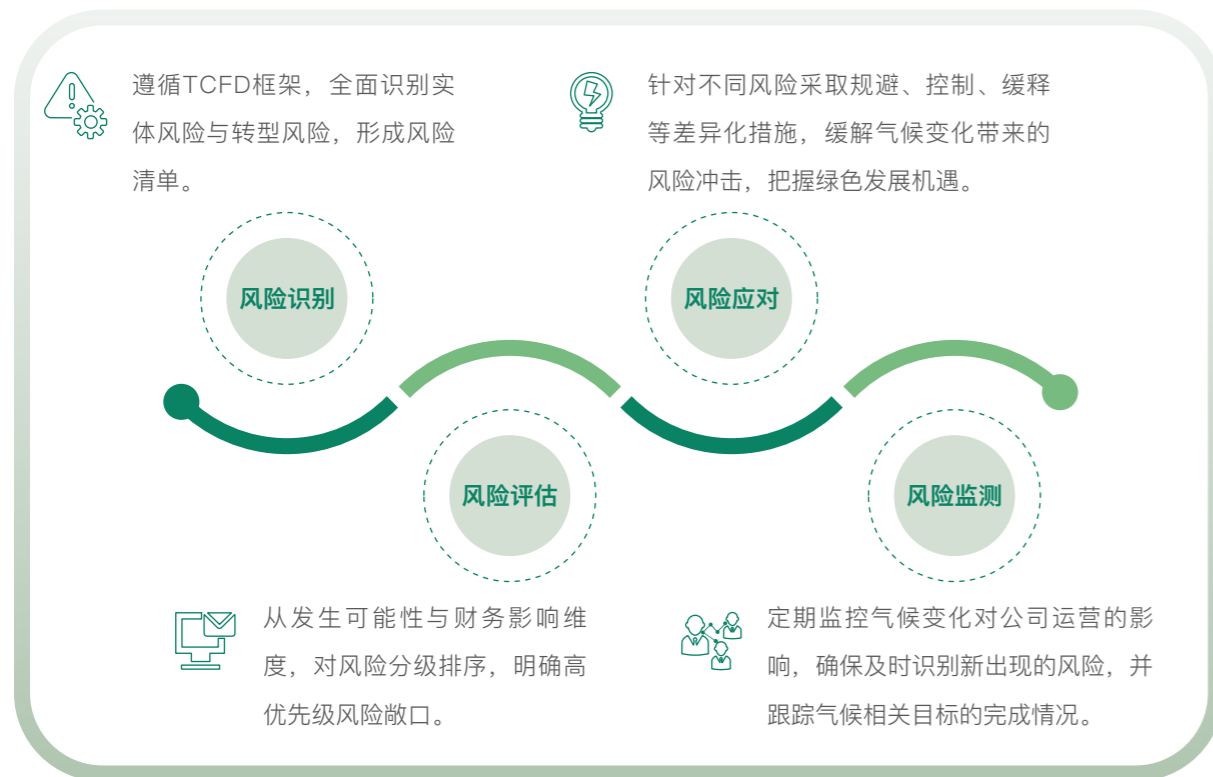 遵循TCFD框架，全面识别实
体风险与转型风险，形成风险
清单。
风险识别
从发生可能性与财务影响维
度，对风险分级排序，明确高
优先级风险敞口。
风险评估
针对不同风险采取规避、控制、缓释
等差异化措施，缓解气候变化带来的
风险冲击，把握绿色发展机遇。
风险应对
定期监控气候变化对公司运营的影
响，确保及时识别新出现的风险，并
跟踪气候相关目标的完成情况。
风险监测